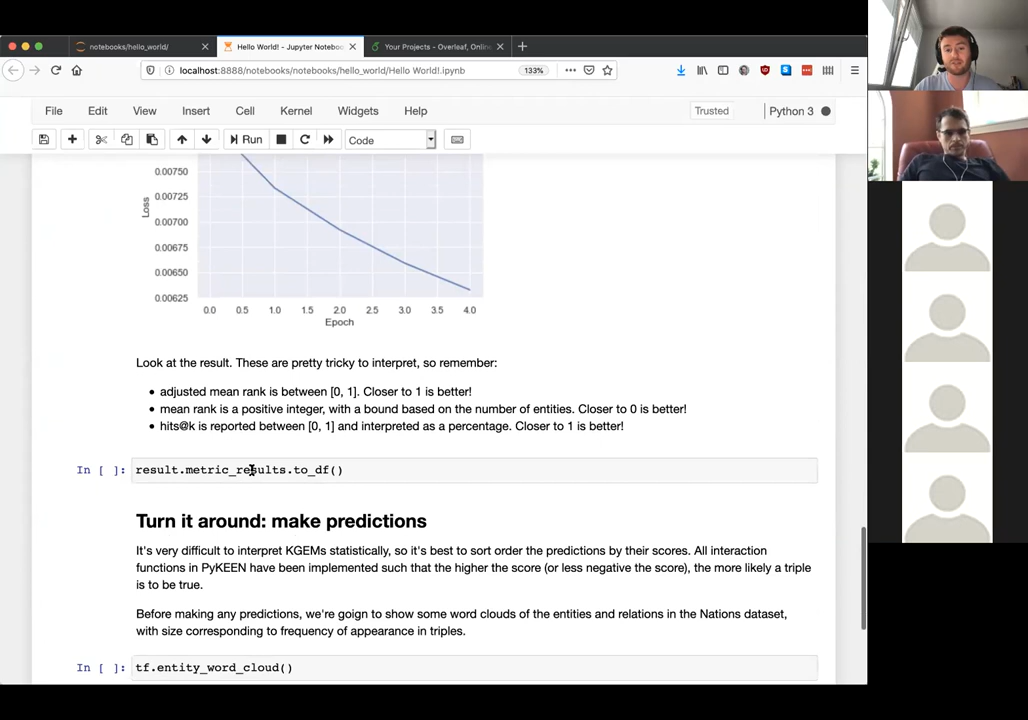 notebooks/hello_world/
Hello World! - Jupyter Noteboo
Your Projects - Overleaf, Onlin
localhost:8888/notebooks/notebooks/hello_world/Hello World!.ipynb
133%
File Edit View Insert Cell Kernel Widgets Help
Trusted
Python 3
Run
Code
0.00750
0.00725
0.00700
0.00675
0.00650
0.00625
Loss
0.0 0.5 1.0 1.5 2.0 2.5 3.0 3.5 4.0
Epoch
Look at the result. These are pretty tricky to interpret, so remember:
• adjusted mean rank is between [0, 1]. Closer to 1 is better!
• mean rank is a positive integer, with a bound based on the number of entities. Closer to 0 is better!
• hits@k is reported between [0, 1] and interpreted as a percentage. Closer to 1 is better!
In [ ]: result.metric_results.to_df()
Turn it around: make predictions
It's very difficult to interpret KGEMs statistically, so it's best to sort order the predictions by their scores. All interaction
functions in PyKEEN have been implemented such that the higher the score (or less negative the score), the more likely a triple
is to be true.
Before making any predictions, we're goign to show some word clouds of the entities and relations in the Nations dataset,
with size corresponding to frequency of appearance in triples.
In [ ]: tf.entity_word_cloud()